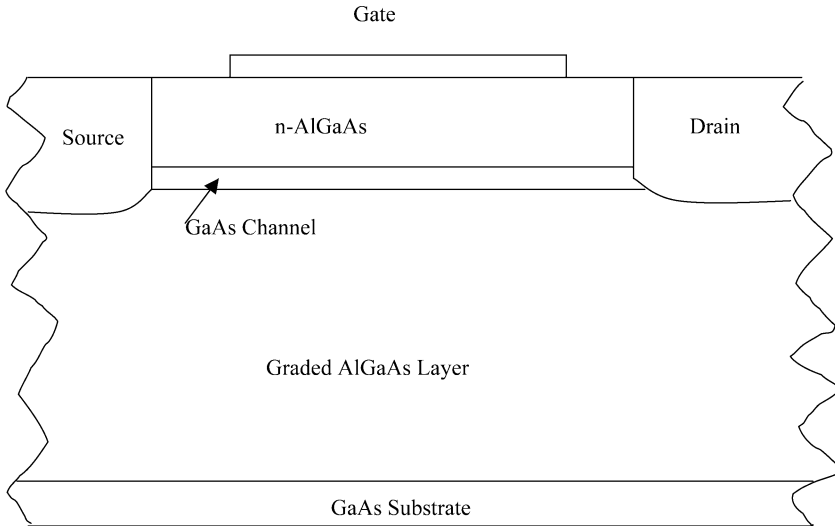 Gate
Source
n-AlGaAs
Drain
GaAs Channel
Graded AlGaAs Layer
GaAs Substrate